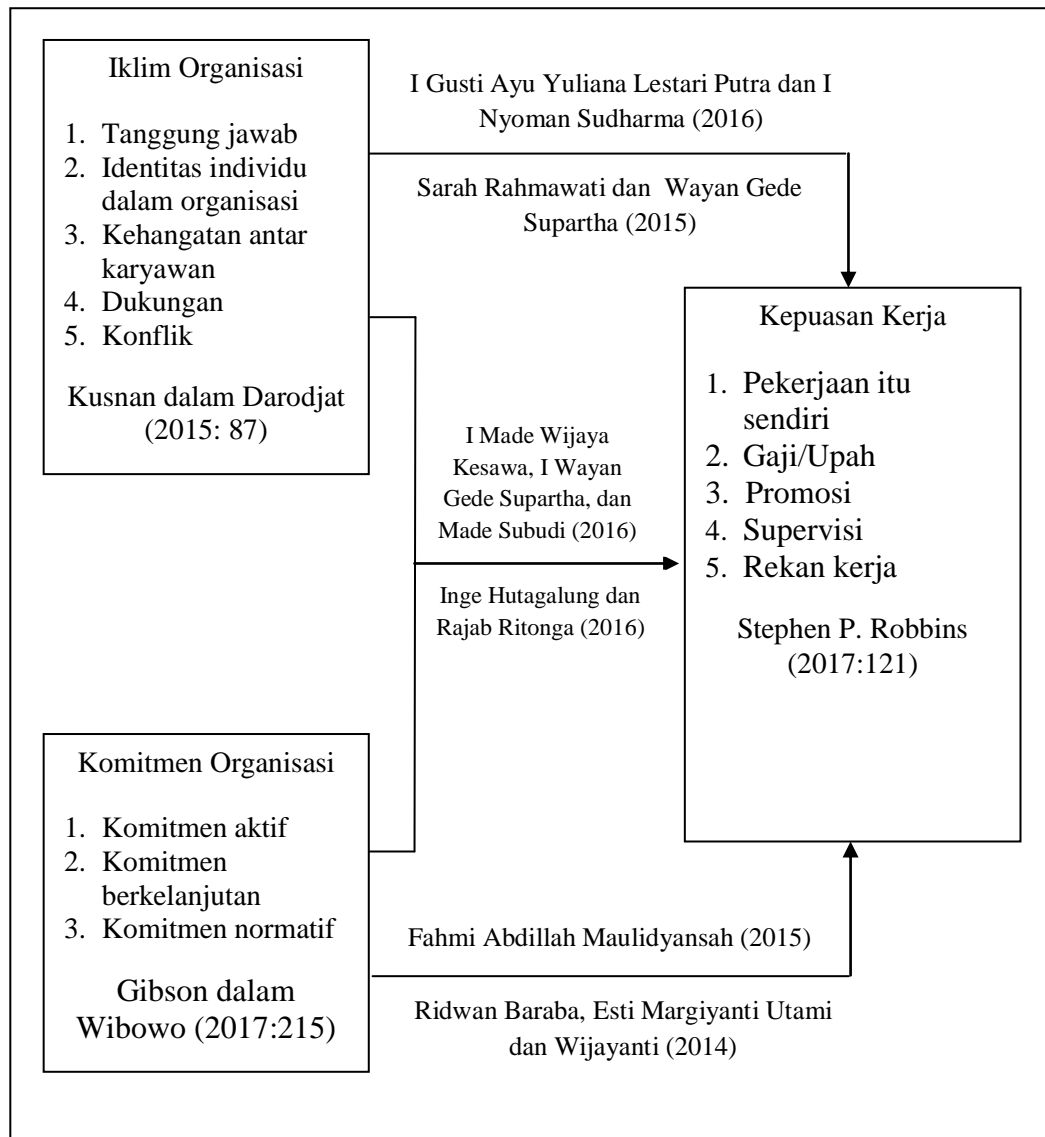 Iklim Organisasi
1. Tanggung jawab
2. Identitas individu
dalam organisasi
3. Kehangatan antar
karyawan
4. Dukungan
5. Konflik
Kusnan dalam Darodjat
(2015: 87)
I Gusti Ayu Yuliana Lestari Putra dan I
Nyoman Sudharma (2016)
Sarah Rahmawati dan Wayan Gede
Supartha (2015)
I Made Wijaya
Kesawa, I Wayan
Gede Supartha, dan
Made Subudi (2016)
Inge Hutagalung dan
Rajab Ritonga (2016)
Kepuasan Kerja
1. Pekerjaan itu
sendiri
2. Gaji/Upah
3. Promosi
4. Supervisi
5. Rekan kerja
Stephen P. Robbins
(2017:121)
Komitmen Organisasi
1. Komitmen aktif
2. Komitmen
berkelanjutan
3. Komitmen normatif
Gibson dalam
Wibowo (2017:215)
Fahmi Abdillah Maulidyansah (2015)
Ridwan Baraba, Esti Margiyanti Utami
dan Wijayanti (2014)